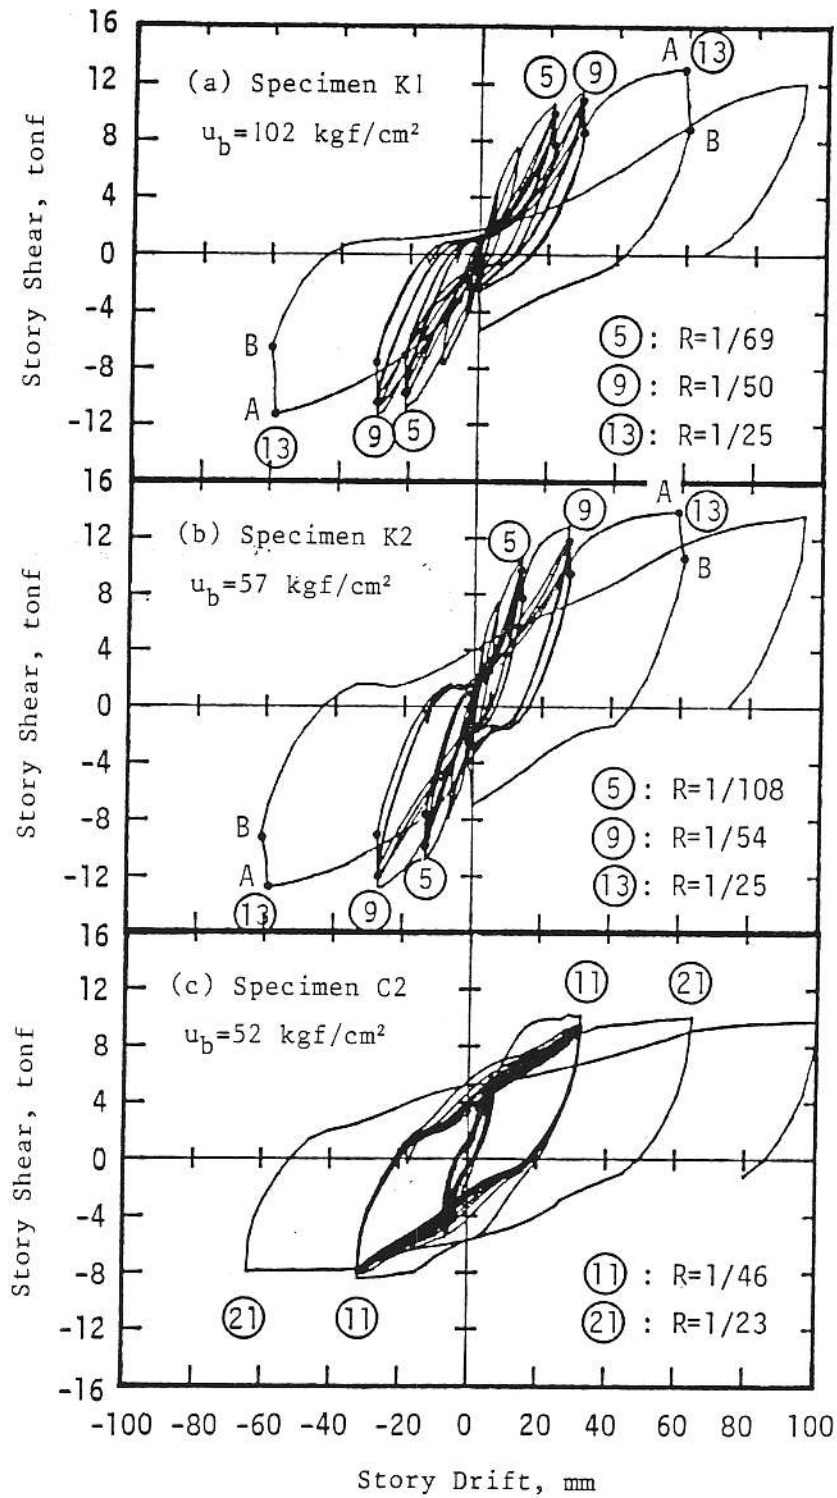 16
12
8
4
0
-4
-8
-12
Story Shear, tonf
(a) Specimen K1
u_b=102 kgf/cm²
5
9
A
13
B
B
A
13
9
5
5 : R=1/69
9 : R=1/50
13 : R=1/25
16
12
8
4
0
-4
-8
-12
Story Shear, tonf
(b) Specimen K2
u_b=57 kgf/cm²
5
9
A
13
B
B
A
13
9
5
5 : R=1/108
9 : R=1/54
13 : R=1/25
16
12
8
4
0
-4
-8
-12
-16
Story Shear, tonf
(c) Specimen C2
u_b=52 kgf/cm²
11
21
21
11
11 : R=1/46
21 : R=1/23
-100 -80 -60 -40 -20 0 20 40 60 80 100
Story Drift, mm